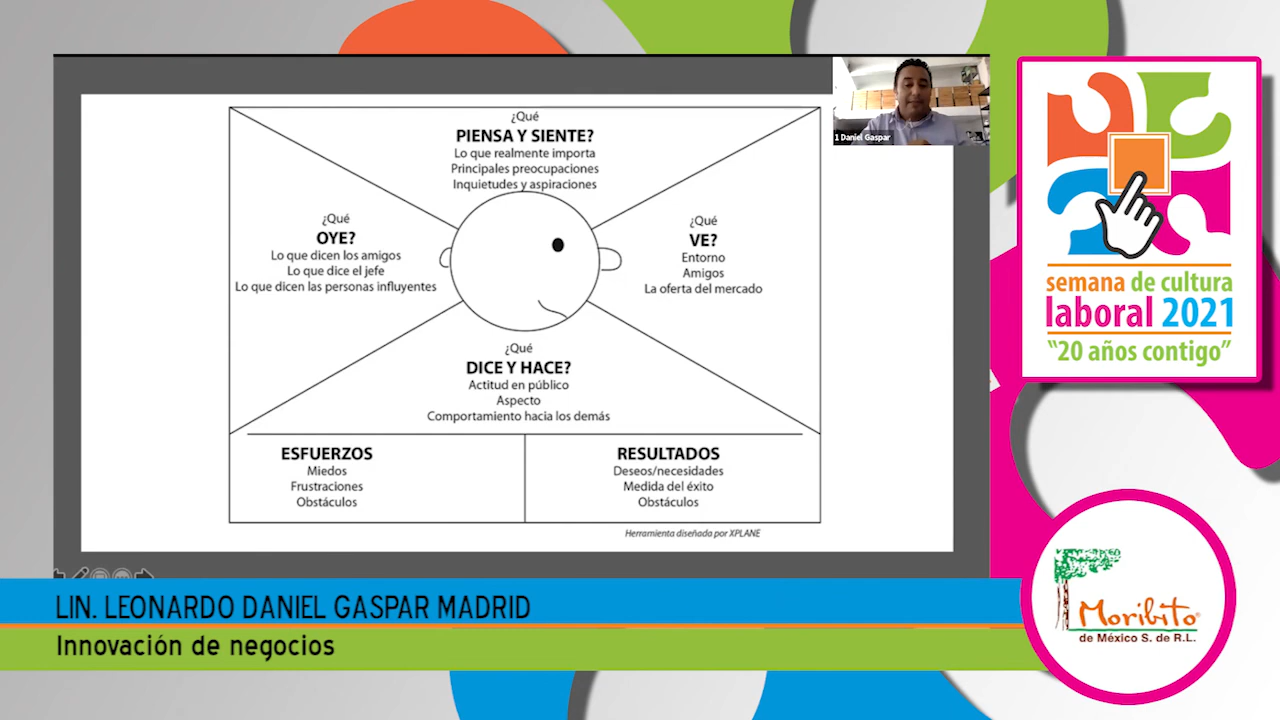 ¿Qué
PIENSA Y SIENTE?
Lo que realmente importa
Principales preocupaciones
Inquietudes y aspiraciones
¿Qué
OYE?
Lo que dicen los amigos
Lo que dice el jefe
Lo que dicen las personas influyentes
¿Qué
VE?
Entorno
Amigos
La oferta del mercado
¿Qué
DICE Y HACE?
Actitud en público
Aspecto
Comportamiento hacia los demás
ESFUERZOS
Miedos
Frustraciones
Obstáculos
RESULTADOS
Deseos/necesidades
Medida del éxito
Obstáculos
Herramienta diseñada por XPLANE
1 Daniel Gaspar
semana de cultura
laboral 2021
"20 años contigo"
LIN. LEONARDO DANIEL GASPAR MADRID
Innovación de negocios
Moribito®
de México S. de R.L.